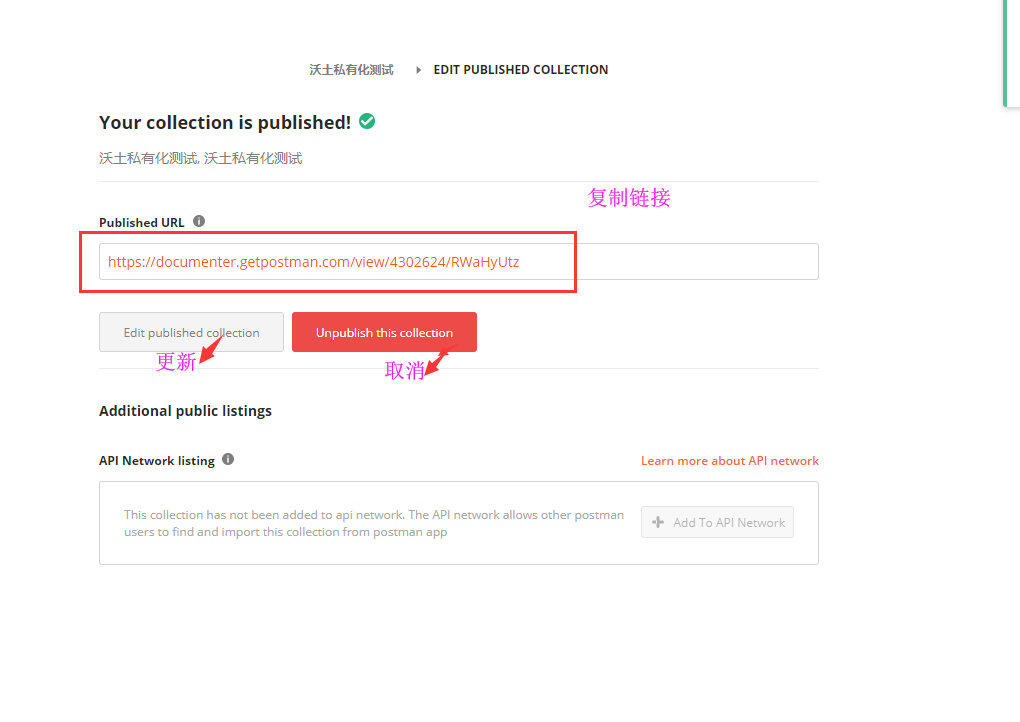 沃土私有化测试 EDIT PUBLISHED COLLECTION
Your collection is published!
沃土私有化测试, 沃土私有化测试
复制链接
Published URL
https://documenter.getpostman.com/view/4302624/RWaHyUtz
Edit published collection Unpublish this collection
更新 取消
Additional public listings
API Network listing Learn more about API network
This collection has not been added to api network. The API network allows other postman
users to find and import this collection from postman app
Add To API Network